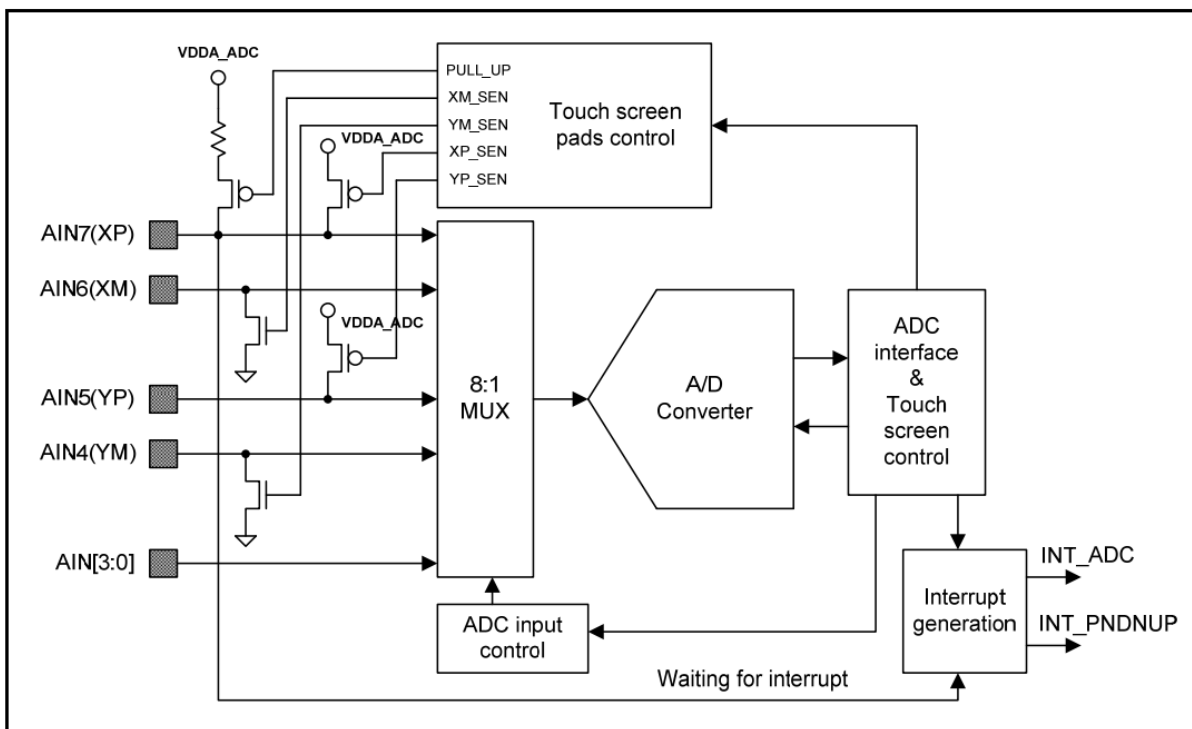 VDDA_ADC
PULL_UP
XM_SEN
YM_SEN
XP_SEN
YP_SEN
Touch screen
pads control
VDDA_ADC
AIN7(XP)
AIN6(XM)
VDDA_ADC
AIN5(YP)
AIN4(YM)
AIN[3:0]
8:1
MUX
A/D
Converter
ADC
interface
&
Touch
screen
control
ADC input
control
Interrupt
generation
INT_ADC
INT_PNDNUP
Waiting for interrupt